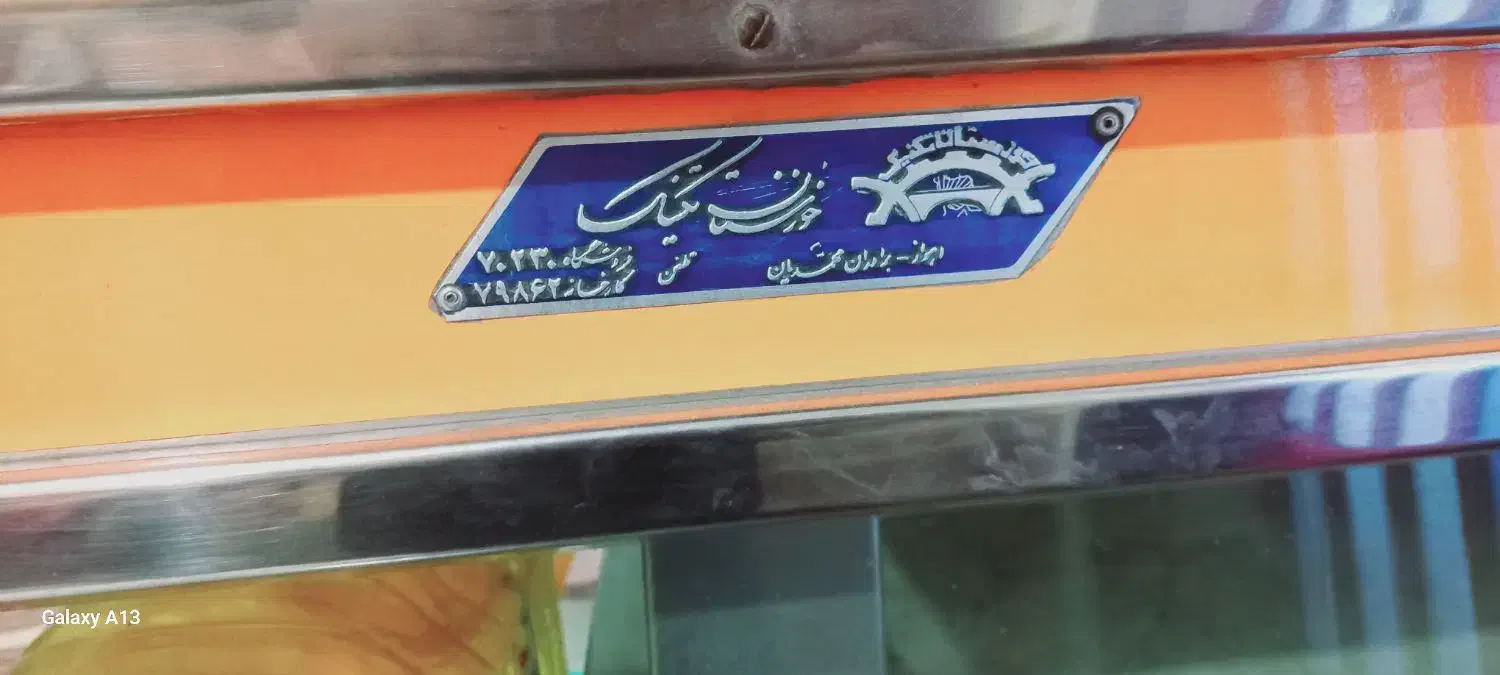 خوزستان تکنیک
خوزستان تکنیک
اهواز - برادران محمدیان
تلفن
فروشگاه ۷۰۲۳۰
کارخانه ۷۹۸۶۲
Galaxy A13